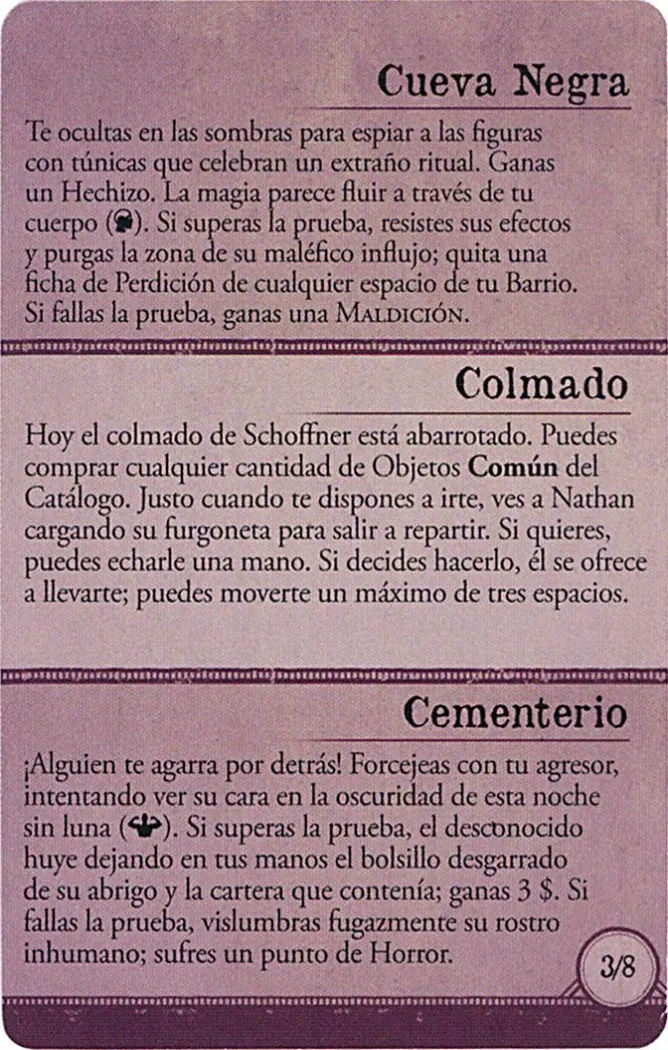 Cueva Negra
Te ocultas en las sombras para espiar a las figuras
con túnicas que celebran un extraño ritual. Ganas
un Hechizo. La magia parece fluir a través de tu
cuerpo (). Si superas la prueba, resistes sus efectos
y purgas la zona de su maléfico influjo; quita una
ficha de Perdición de cualquier espacio de tu Barrio.
Si fallas la prueba, ganas una MALDICIÓN.
Colmado
Hoy el colmado de Schoffner está abarrotado. Puedes
comprar cualquier cantidad de Objetos Común del
Catálogo. Justo cuando te dispones a irte, ves a Nathan
cargando su furgoneta para salir a repartir. Si quieres,
puedes echarle una mano. Si decides hacerlo, él se ofrece
a llevarte; puedes moverte un máximo de tres espacios.
Cementerio
¡Alguien te agarra por detrás! Forcejeas con tu agresor,
intentando ver su cara en la oscuridad de esta noche
sin luna (). Si superas la prueba, el desconocido
huye dejando en tus manos el bolsillo desgarrado
de su abrigo y la cartera que contenía; ganas 3 $. Si
fallas la prueba, vislumbras fugazmente su rostro
inhumano; sufres un punto de Horror.
3/8